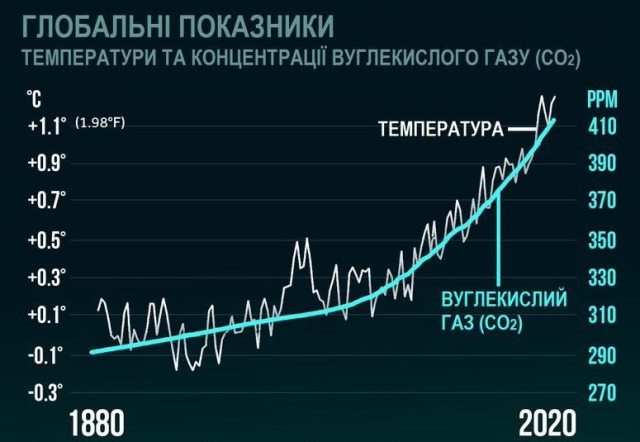 ГЛОБАЛЬНІ ПОКАЗНИКИ
ТЕМПЕРАТУРИ ТА КОНЦЕНТРАЦІЇ ВУГЛЕКИСЛОГО ГАЗУ (CO₂)
°C
PPM
+1.1° (1.98°F)
410
ТЕМПЕРАТУРА
+0.9°
390
+0.7°
370
+0.5°
350
+0.3°
330
ВУГЛЕКИСЛИЙ
ГАЗ (CO₂)
+0.1°
310
-0.1°
290
-0.3°
270
1880
2020